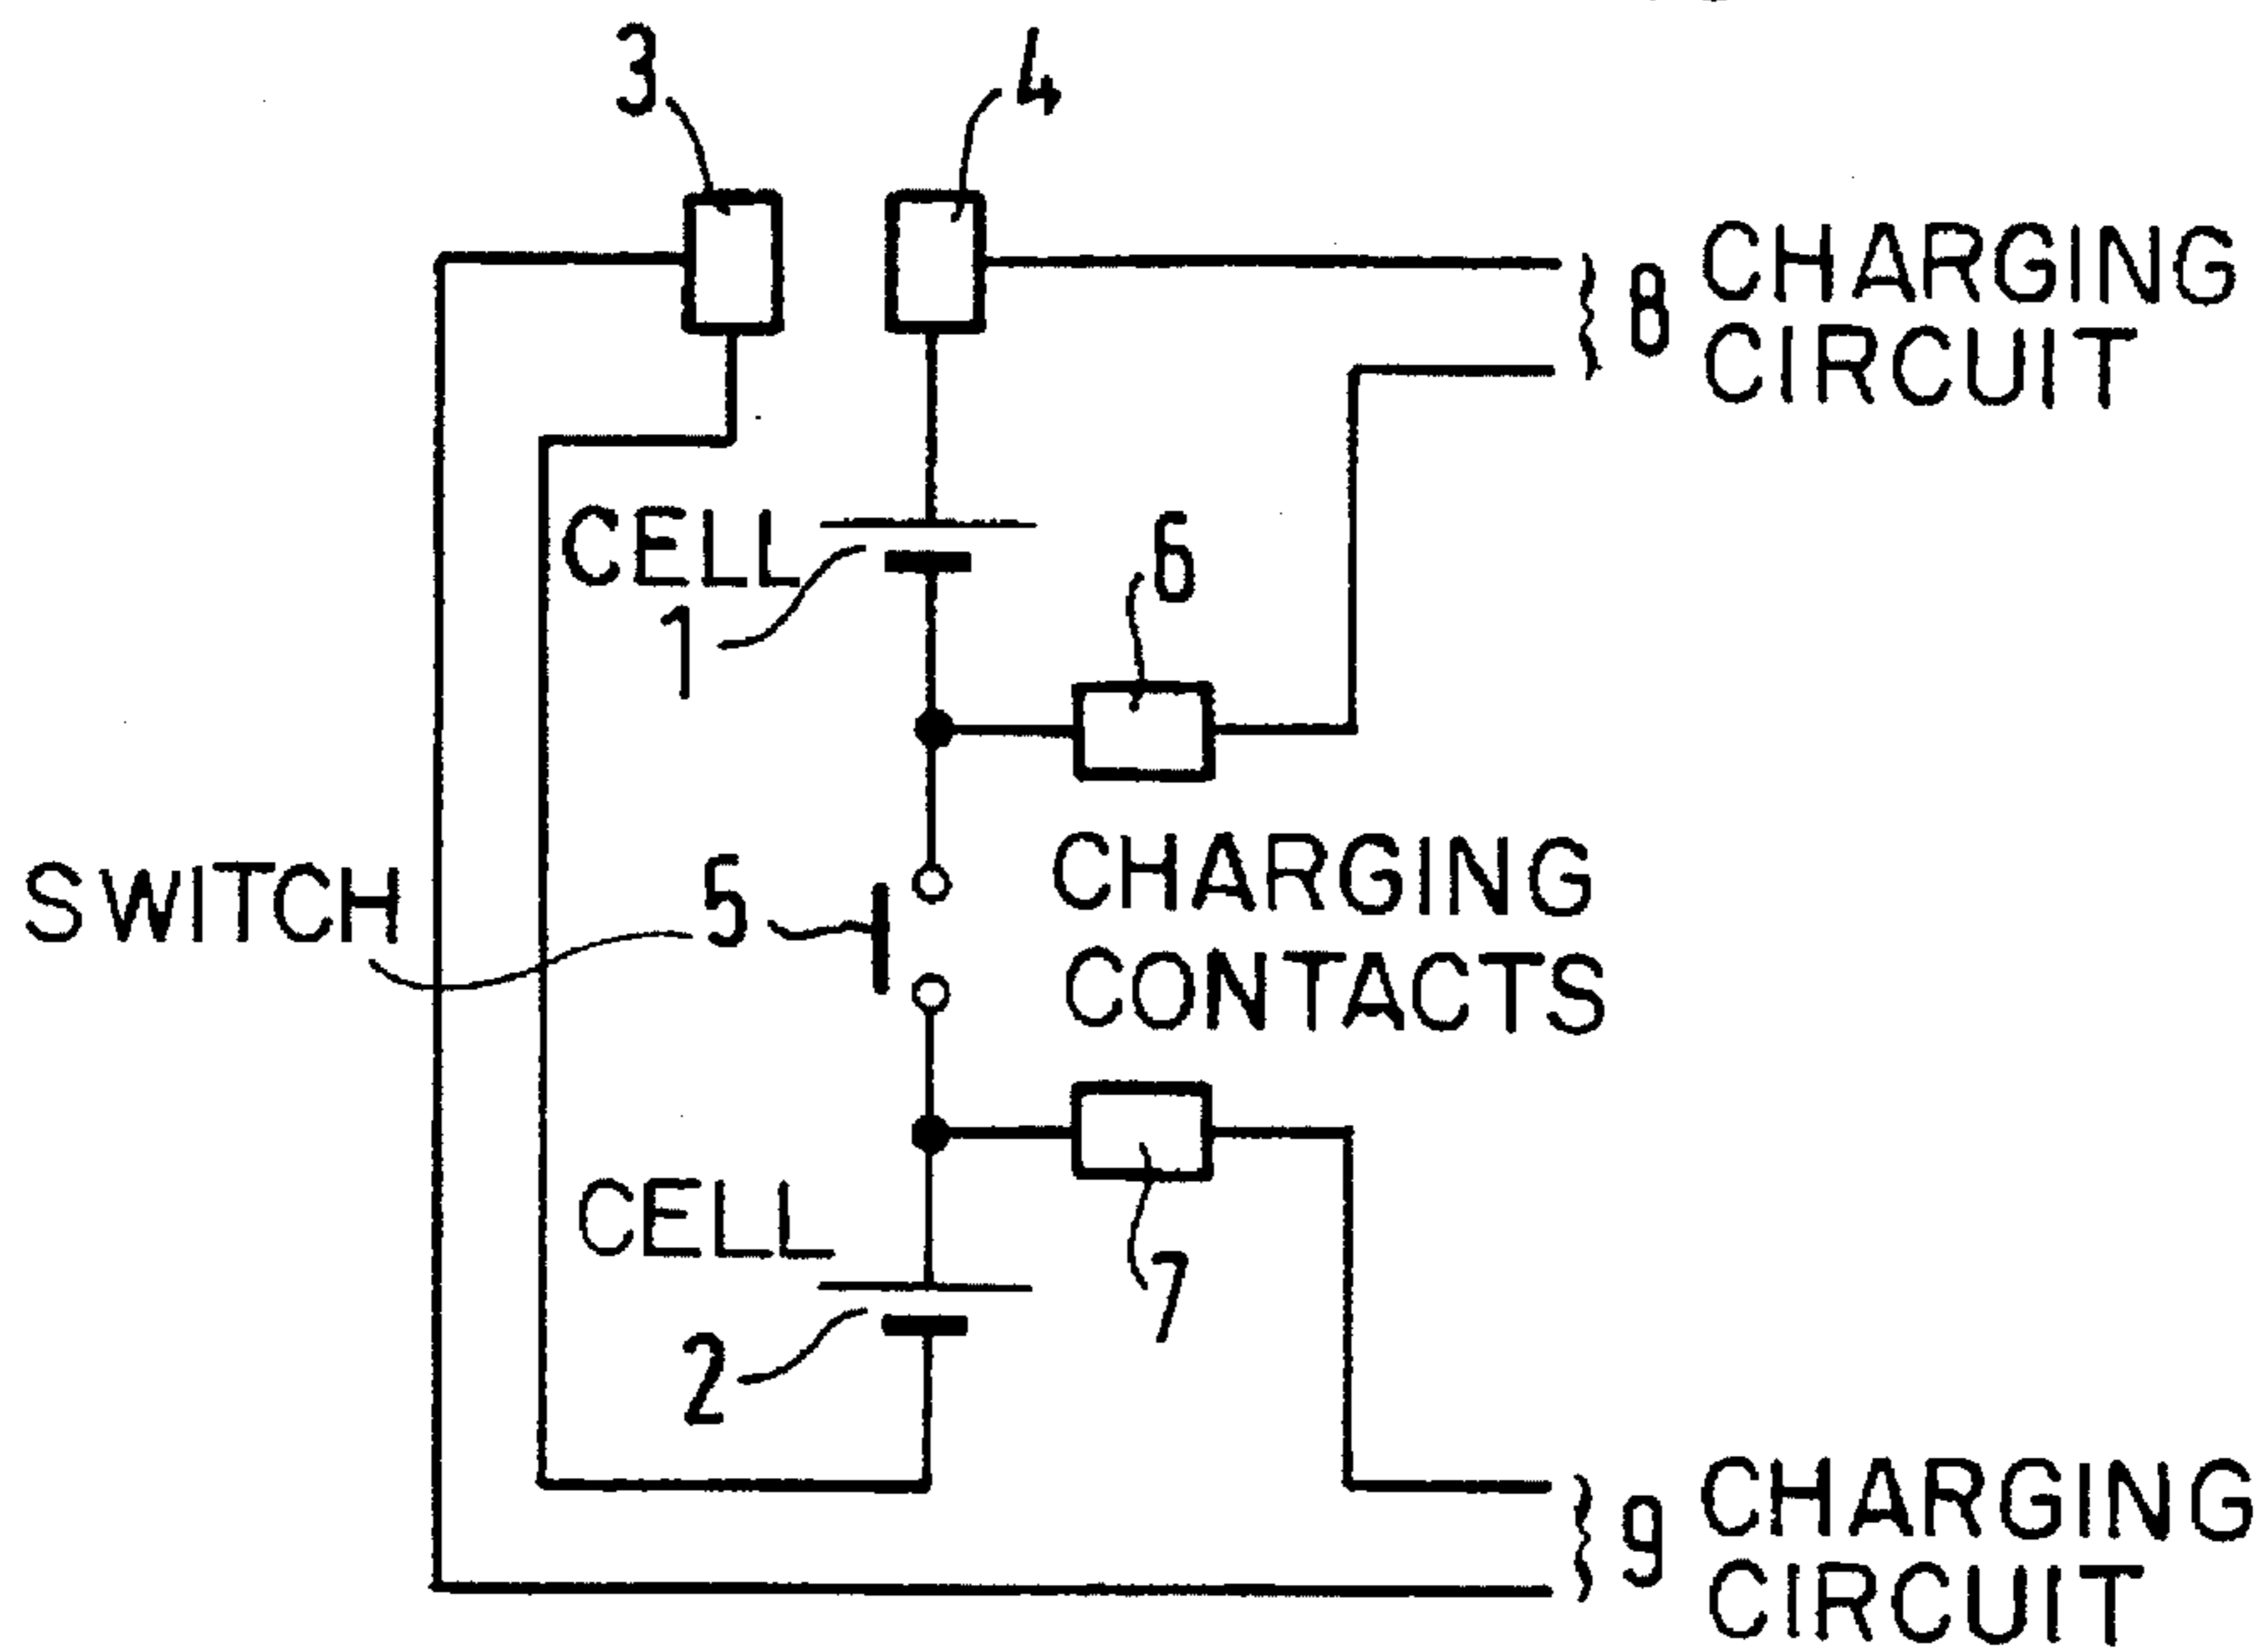 3
4
8
CHARGING
CIRCUIT
CELL
1
6
SWITCH
5
CHARGING
CONTACTS
CELL
2
7
9
CHARGING
CIRCUIT